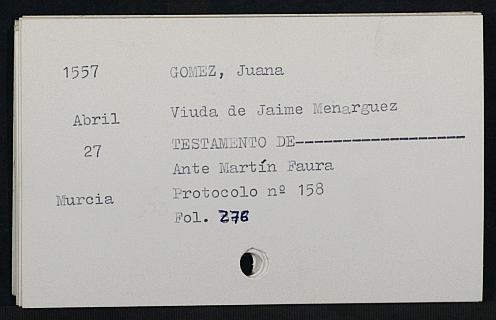 1557
GOMEZ, Juana
Abril
Viuda de Jaime Menarguez
27
TESTAMENTO DE------------------
Ante Martín Faura
Murcia
Protocolo nº 158
Fol. 276